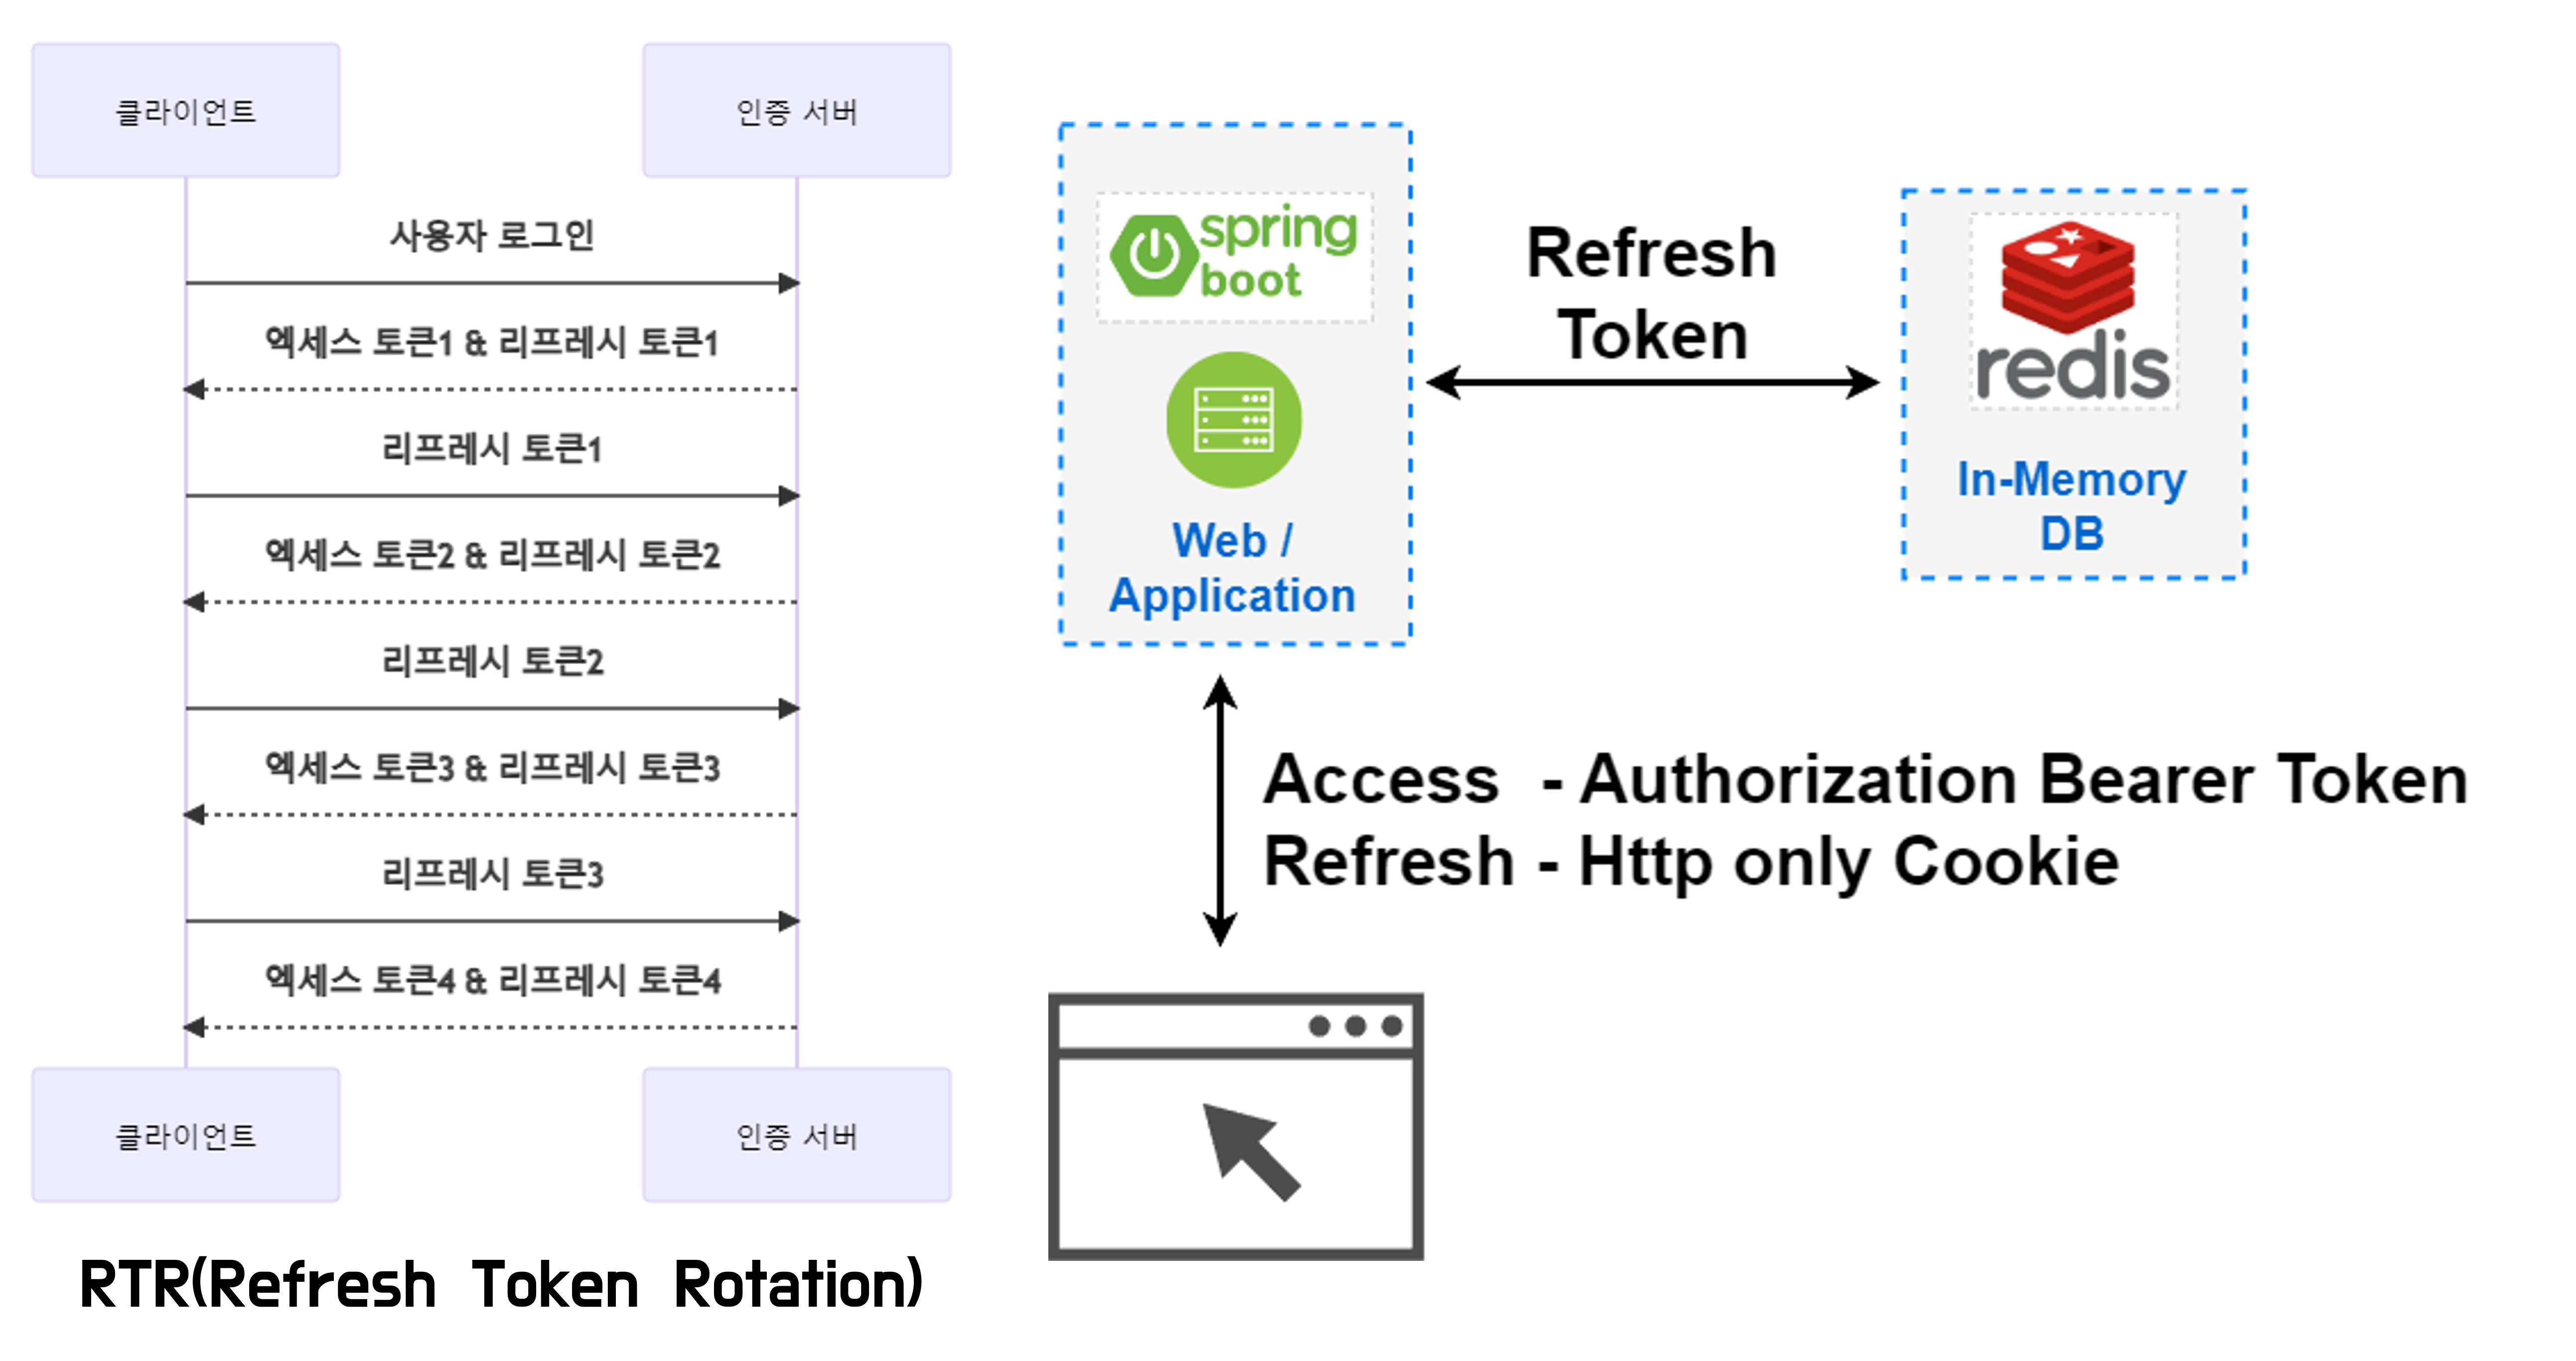 클라이언트
인증 서버
사용자 로그인
엑세스 토큰1 & 리프레시 토큰1
리프레시 토큰1
엑세스 토큰2 & 리프레시 토큰2
리프레시 토큰2
엑세스 토큰3 & 리프레시 토큰3
리프레시 토큰3
엑세스 토큰4 & 리프레시 토큰4
클라이언트
인증 서버
RTR(Refresh Token Rotation)
spring
boot
Web /
Application
Refresh
Token
redis
In-Memory
DB
Access - Authorization Bearer Token
Refresh - Http only Cookie